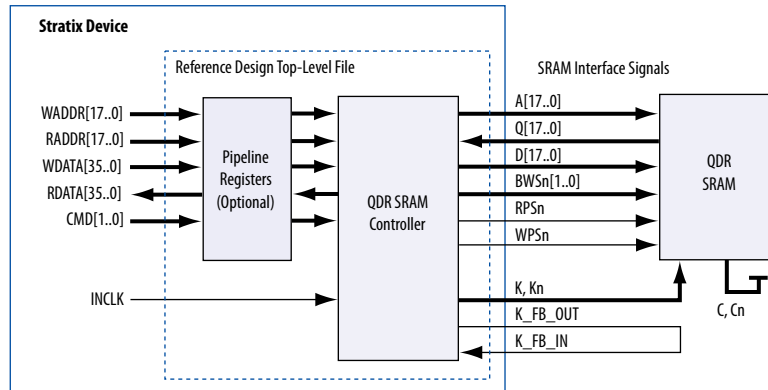 Stratix Device
Reference Design Top-Level File
SRAM Interface Signals
WADDR[17..0]
RADDR[17..0]
WDATA[35..0]
RDATA[35..0]
CMD[1..0]
INCLK
Pipeline
Registers
(Optional)
QDR SRAM
Controller
A[17..0]
Q[17..0]
D[17..0]
BWSn[1..0]
RPSn
WPSn
K, Kn
K_FB_OUT
K_FB_IN
QDR
SRAM
C, Cn